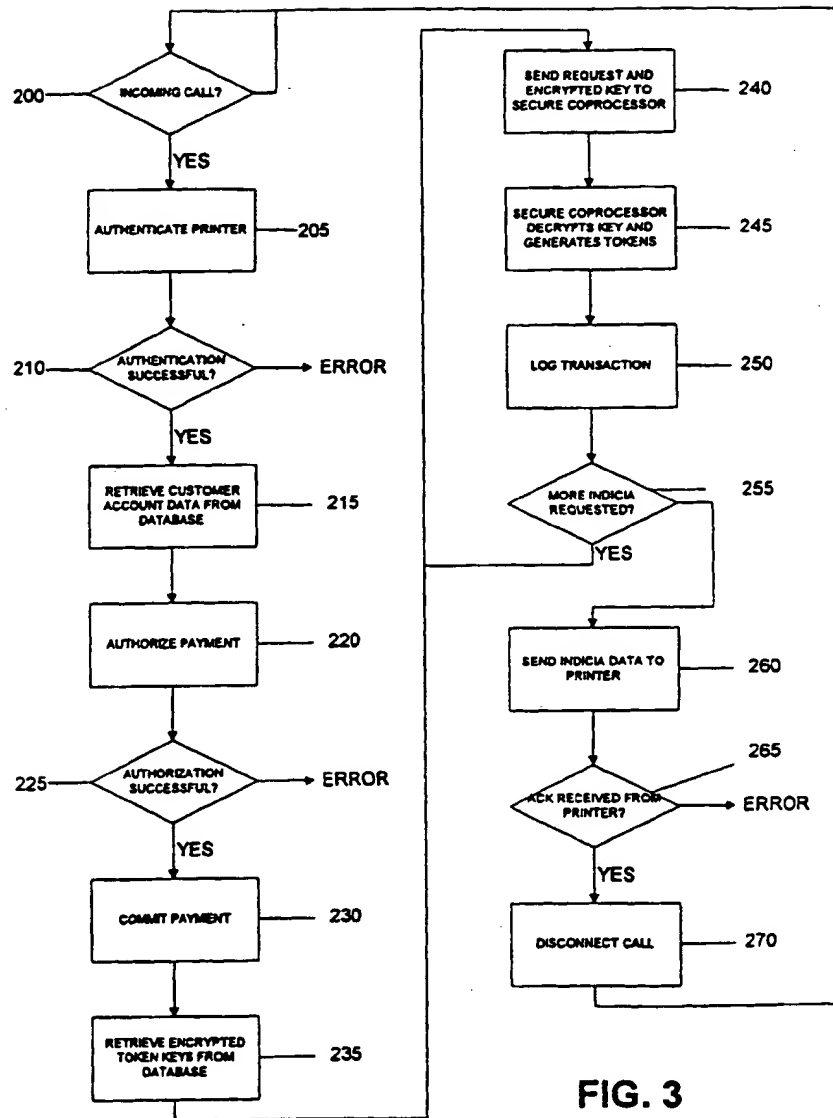 200
INCOMING CALL?
YES
AUTHENTICATE PRINTER
205
210
AUTHENTICATION
SUCCESSFUL?
ERROR
YES
RETRIEVE CUSTOMER
ACCOUNT DATA FROM
DATABASE
215
AUTHORIZE PAYMENT
220
225
AUTHORIZATION
SUCCESSFUL?
ERROR
YES
COMMIT PAYMENT
230
RETRIEVE ENCRYPTED
TOKEN KEYS FROM
DATABASE
235
SEND REQUEST AND
ENCRYPTED KEY TO
SECURE COPROCESSOR
240
SECURE COPROCESSOR
DECRYPTS KEY AND
GENERATES TOKENS
245
LOG TRANSACTION
250
MORE INDICIA
REQUESTED?
255
YES
SEND INDICIA DATA TO
PRINTER
260
265
ACK RECEIVED FROM
PRINTER?
ERROR
YES
DISCONNECT CALL
270
FIG. 3